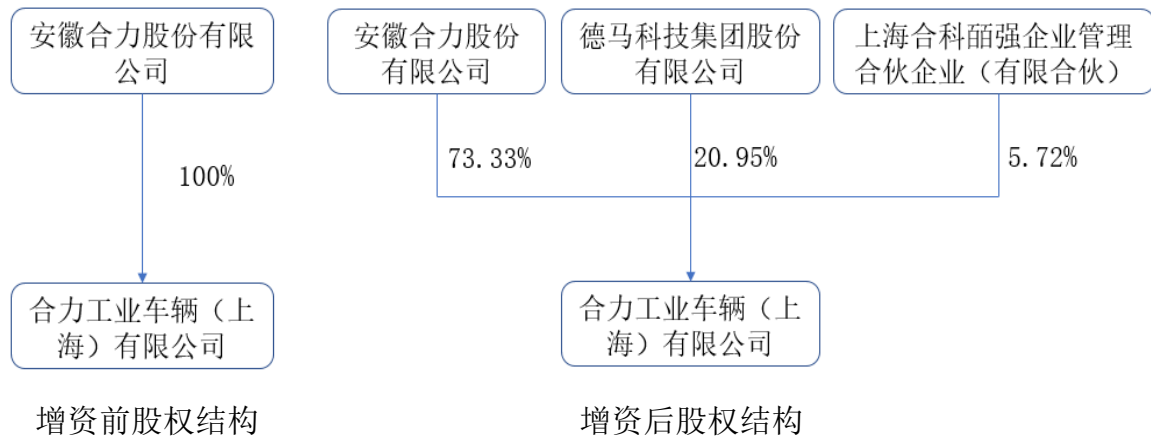 安徽合力股份有限
公司
100%
合力工业车辆（上
海）有限公司
增资前股权结构
安徽合力股份
有限公司
德马科技集团股份
有限公司
上海合科皕强企业管理
合伙企业（有限合伙）
73.33%
20.95%
5.72%
合力工业车辆（上
海）有限公司
增资后股权结构